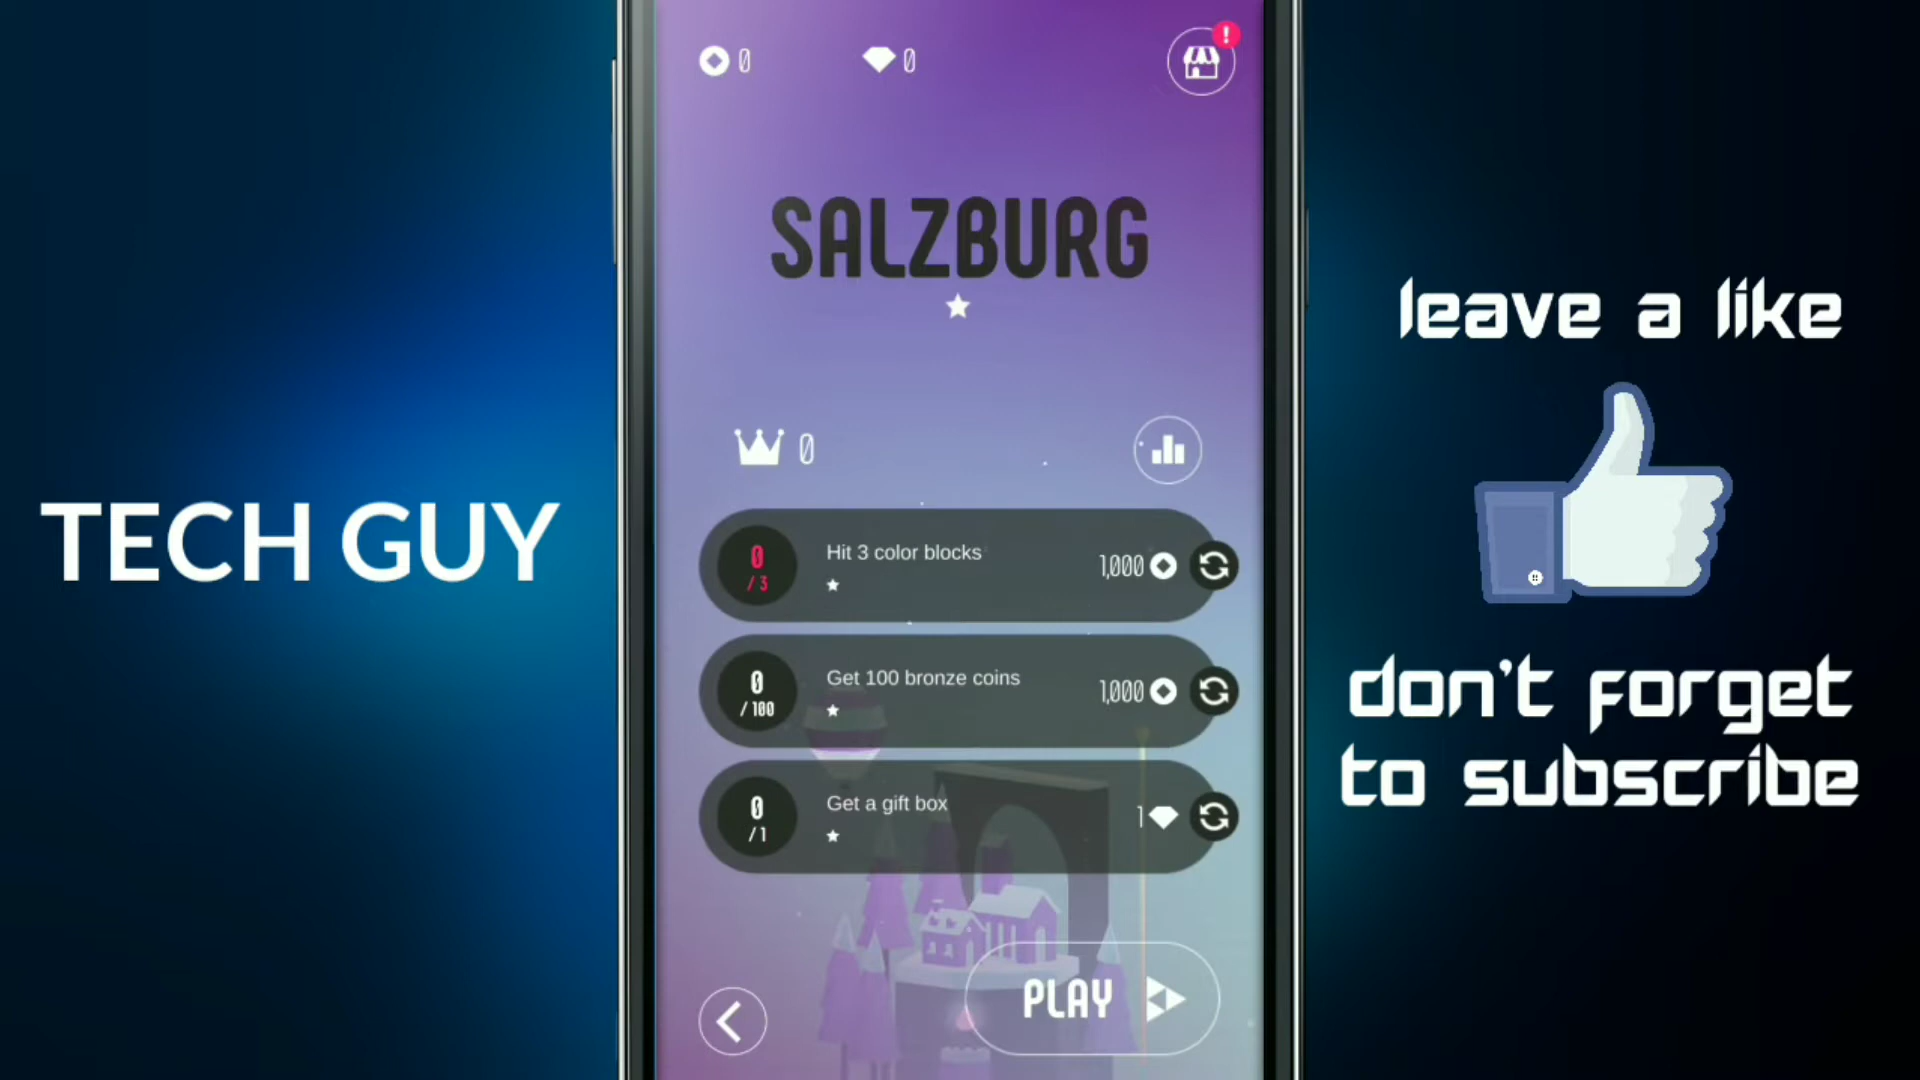 0 0 !
SALZBURG
0
0 / 3 Hit 3 color blocks 1,000
0 / 100 Get 100 bronze coins 1,000
0 / 1 Get a gift box 1
PLAY
TECH GUY
leave a like
don't forget
to subscribe